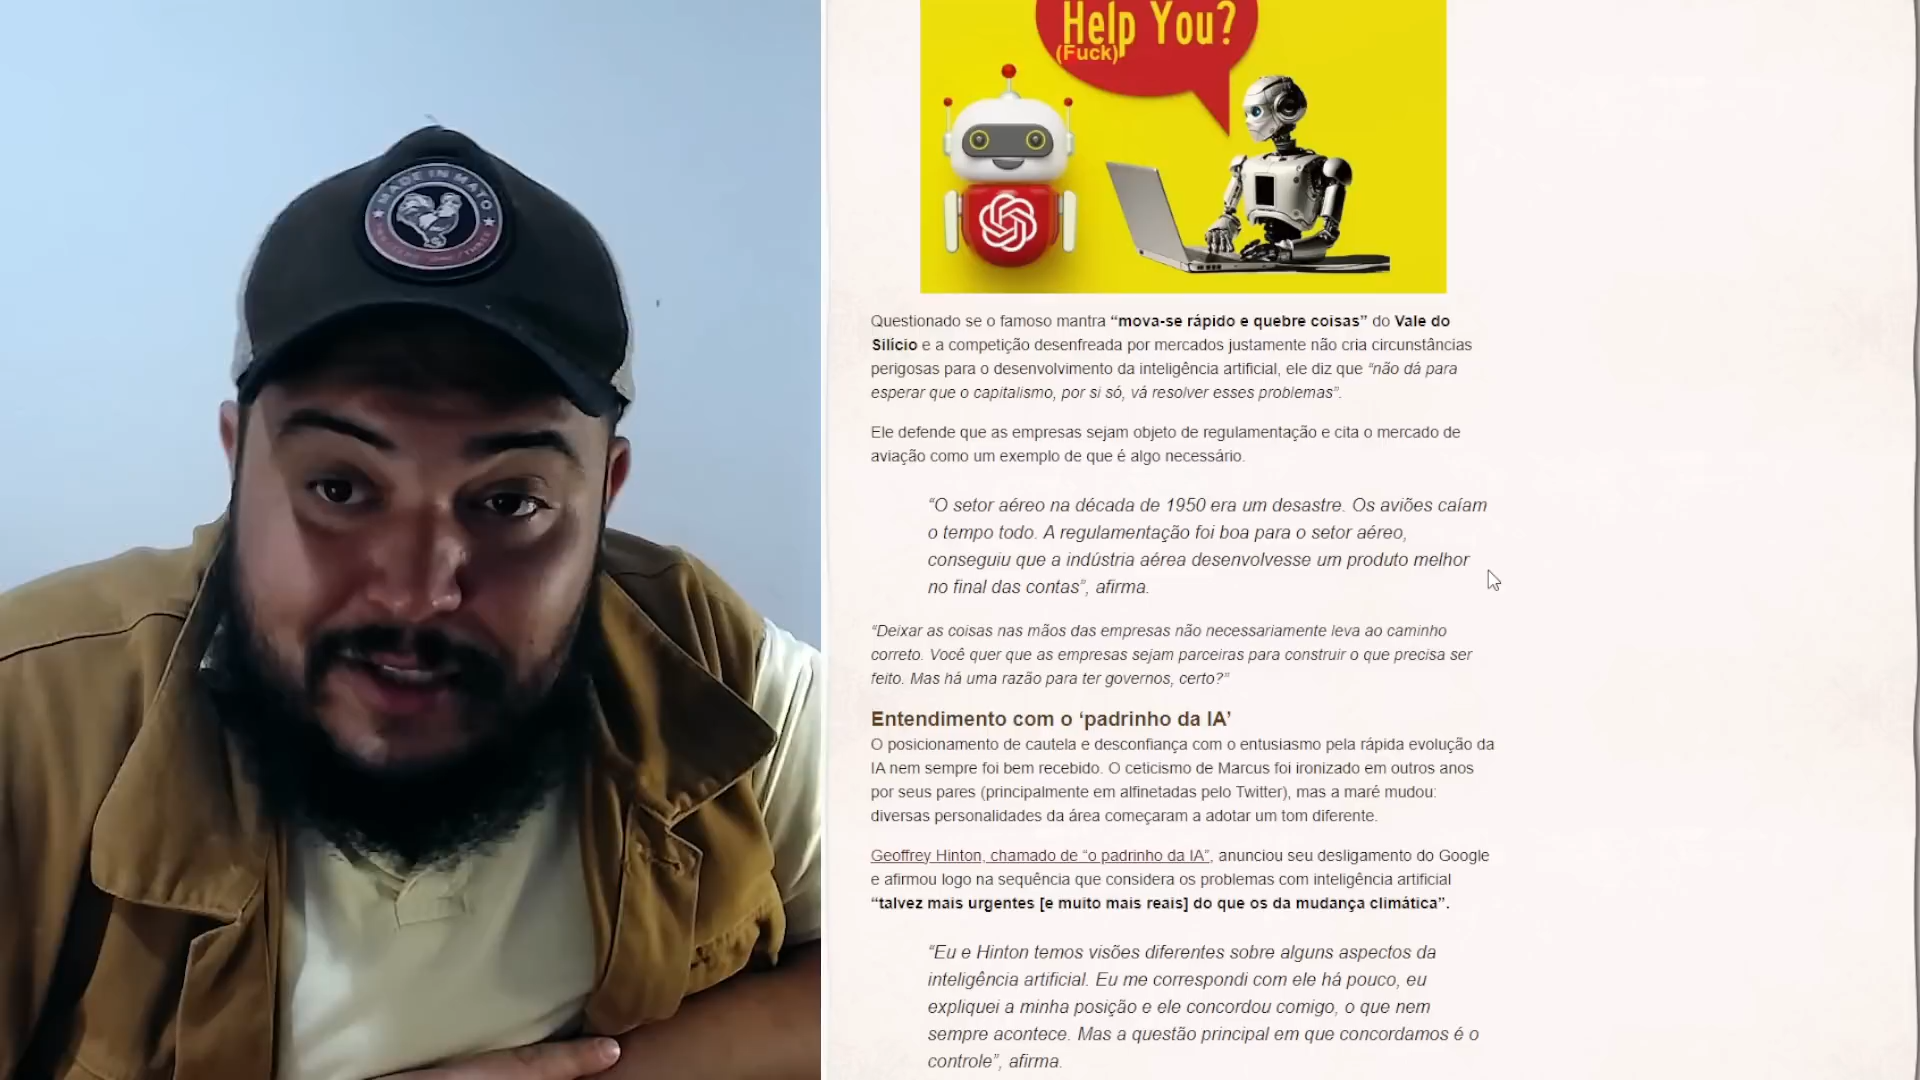 MADE IN MATO
Help You?
(Fuck)
Questionado se o famoso mantra “mova-se rápido e quebre coisas” do Vale do
Silício e a competição desenfreada por mercados justamente não cria circunstâncias
perigosas para o desenvolvimento da inteligência artificial, ele diz que “não dá para
esperar que o capitalismo, por si só, vá resolver esses problemas”.
Ele defende que as empresas sejam objeto de regulamentação e cita o mercado de
aviação como um exemplo de que é algo necessário.
“O setor aéreo na década de 1950 era um desastre. Os aviões caíam
o tempo todo. A regulamentação foi boa para o setor aéreo,
conseguiu que a indústria aérea desenvolvesse um produto melhor
no final das contas”, afirma.
“Deixar as coisas nas mãos das empresas não necessariamente leva ao caminho
correto. Você quer que as empresas sejam parceiras para construir o que precisa ser
feito. Mas há uma razão para ter governos, certo?”
Entendimento com o ‘padrinho da IA’
O posicionamento de cautela e desconfiança com o entusiasmo pela rápida evolução da
IA nem sempre foi bem recebido. O ceticismo de Marcus foi ironizado em outros anos
por seus pares (principalmente em alfinetadas pelo Twitter), mas a maré mudou:
diversas personalidades da área começaram a adotar um tom diferente.
Geoffrey Hinton, chamado de “o padrinho da IA”, anunciou seu desligamento do Google
e afirmou logo na sequência que considera os problemas com inteligência artificial
“talvez mais urgentes [e muito mais reais] do que os da mudança climática”.
“Eu e Hinton temos visões diferentes sobre alguns aspectos da
inteligência artificial. Eu me correspondi com ele há pouco, eu
expliquei a minha posição e ele concordou comigo, o que nem
sempre acontece. Mas a questão principal em que concordamos é o
controle”, afirma.